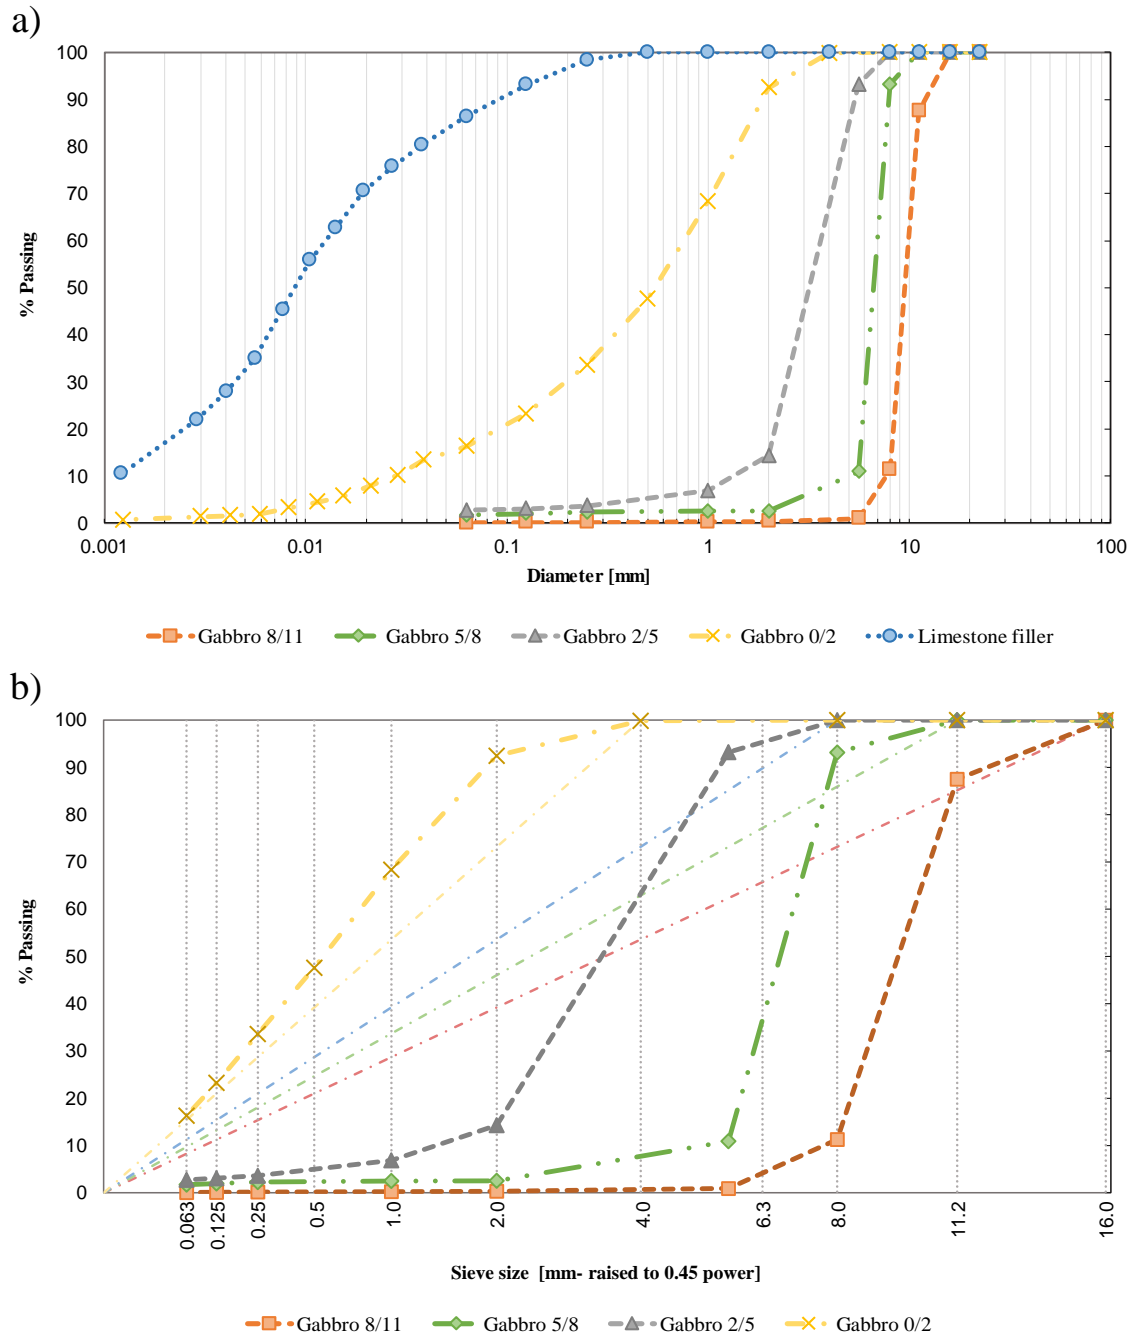 a)
100
90
80
70
60
50
40
30
20
10
0
% Passing
0.001 0.01 0.1 1 10 100
Diameter [mm]
Gabbro 8/11 Gabbro 5/8 Gabbro 2/5 Gabbro 0/2 Limestone filler
b)
100
90
80
70
60
50
40
30
20
10
0
% Passing
0.063 0.125 0.25 0.5 1.0 2.0 4.0 6.3 8.0 11.2 16.0
Sieve size [mm- raised to 0.45 power]
Gabbro 8/11 Gabbro 5/8 Gabbro 2/5 Gabbro 0/2